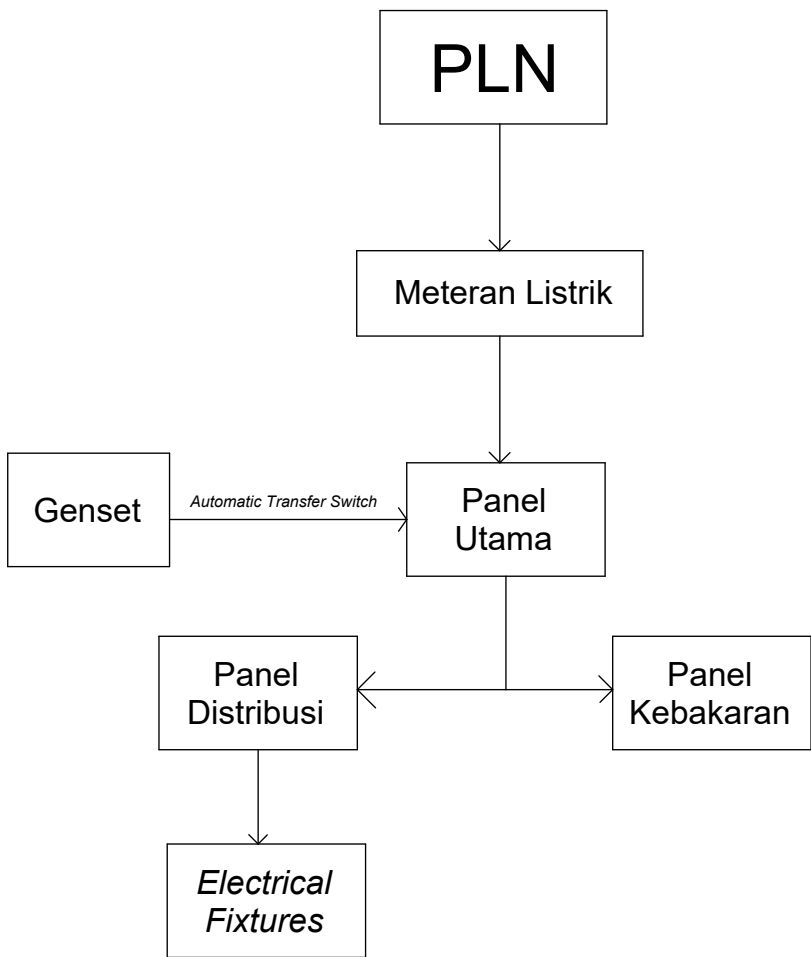 PLN
Meteran Listrik
Genset
Automatic Transfer Switch
Panel
Utama
Panel
Distribusi
Panel
Kebakaran
Electrical
Fixtures